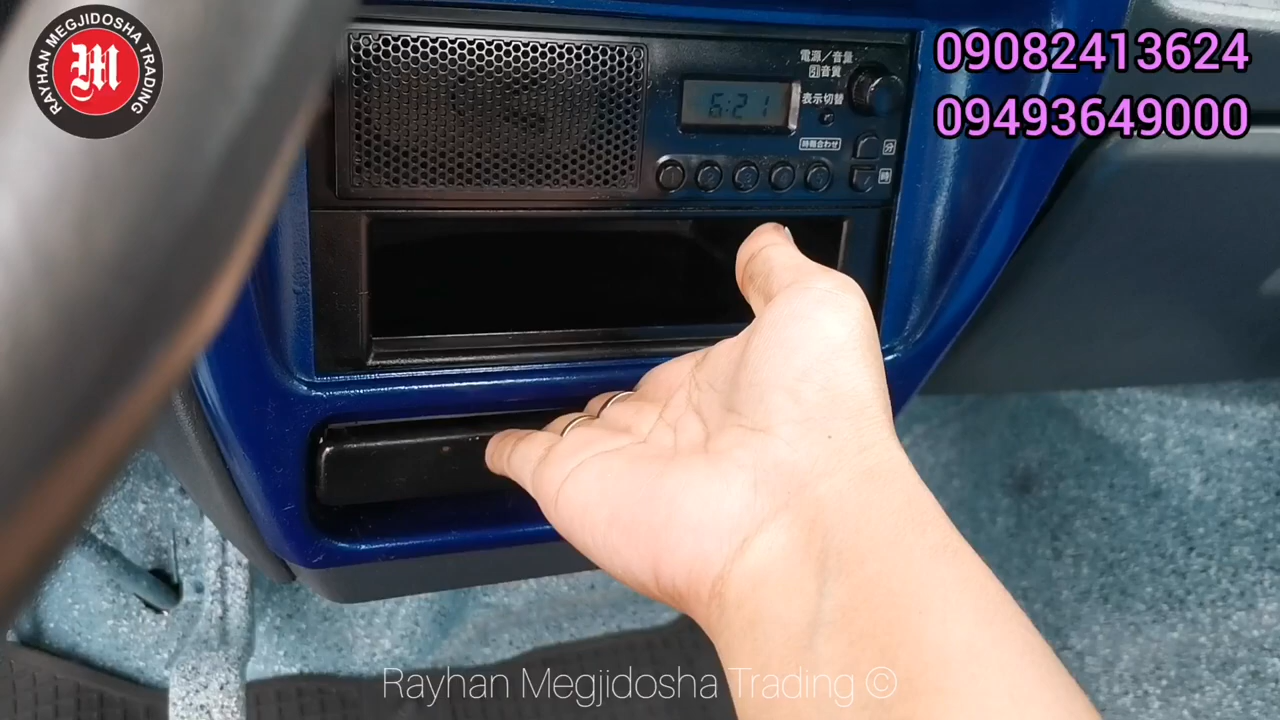 RAYHAN MEGJIDOSHA TRADING
M
09082413624
09493649000
電源/音量
音質
6:21
表示切替
時報合わせ
分
時
Rayhan Megjidosha Trading ©